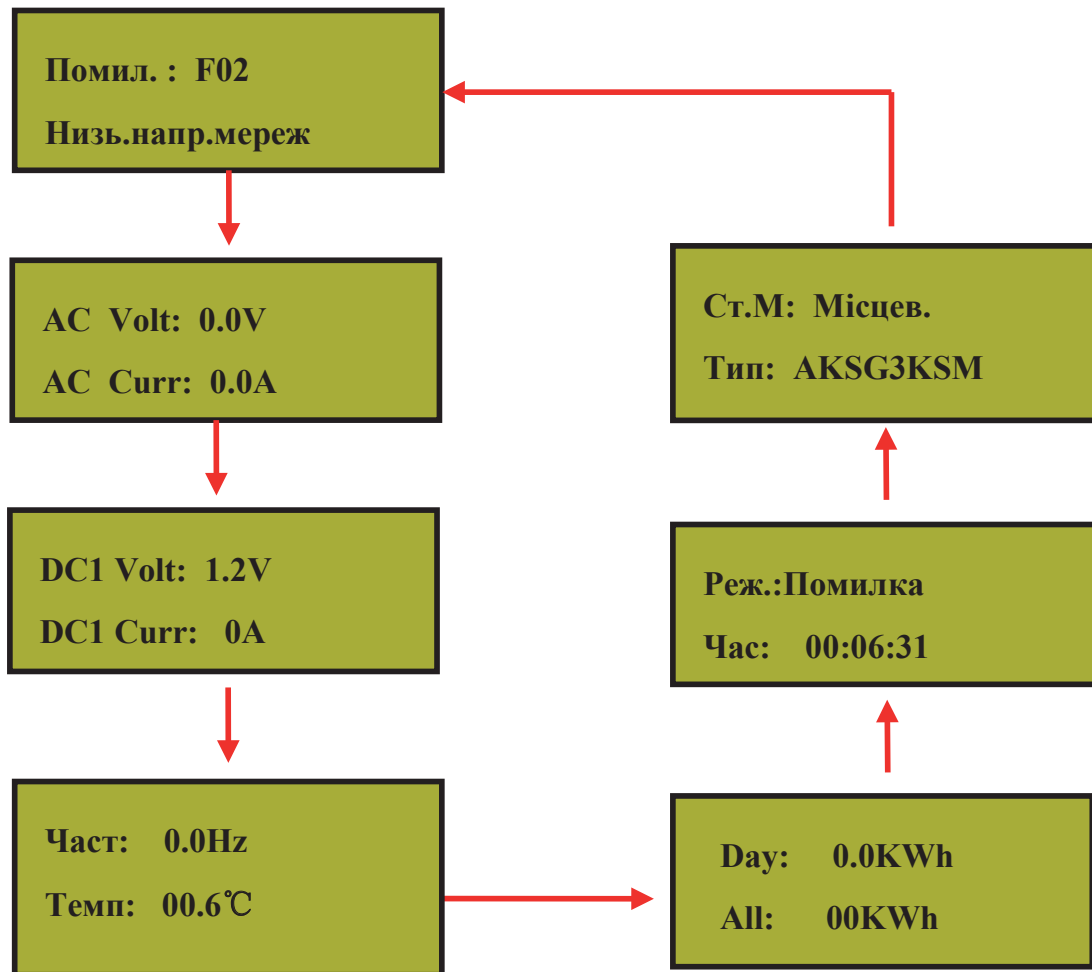 Помил. : F02
Низь.напр.мереж
AC Volt: 0.0V
AC Curr: 0.0A
DC1 Volt: 1.2V
DC1 Curr: 0A
Част: 0.0Hz
Темп: 00.6℃
Day: 0.0KWh
All: 00KWh
Реж.:Помилка
Час: 00:06:31
Ст.М: Місцев.
Тип: AKSG3KSM